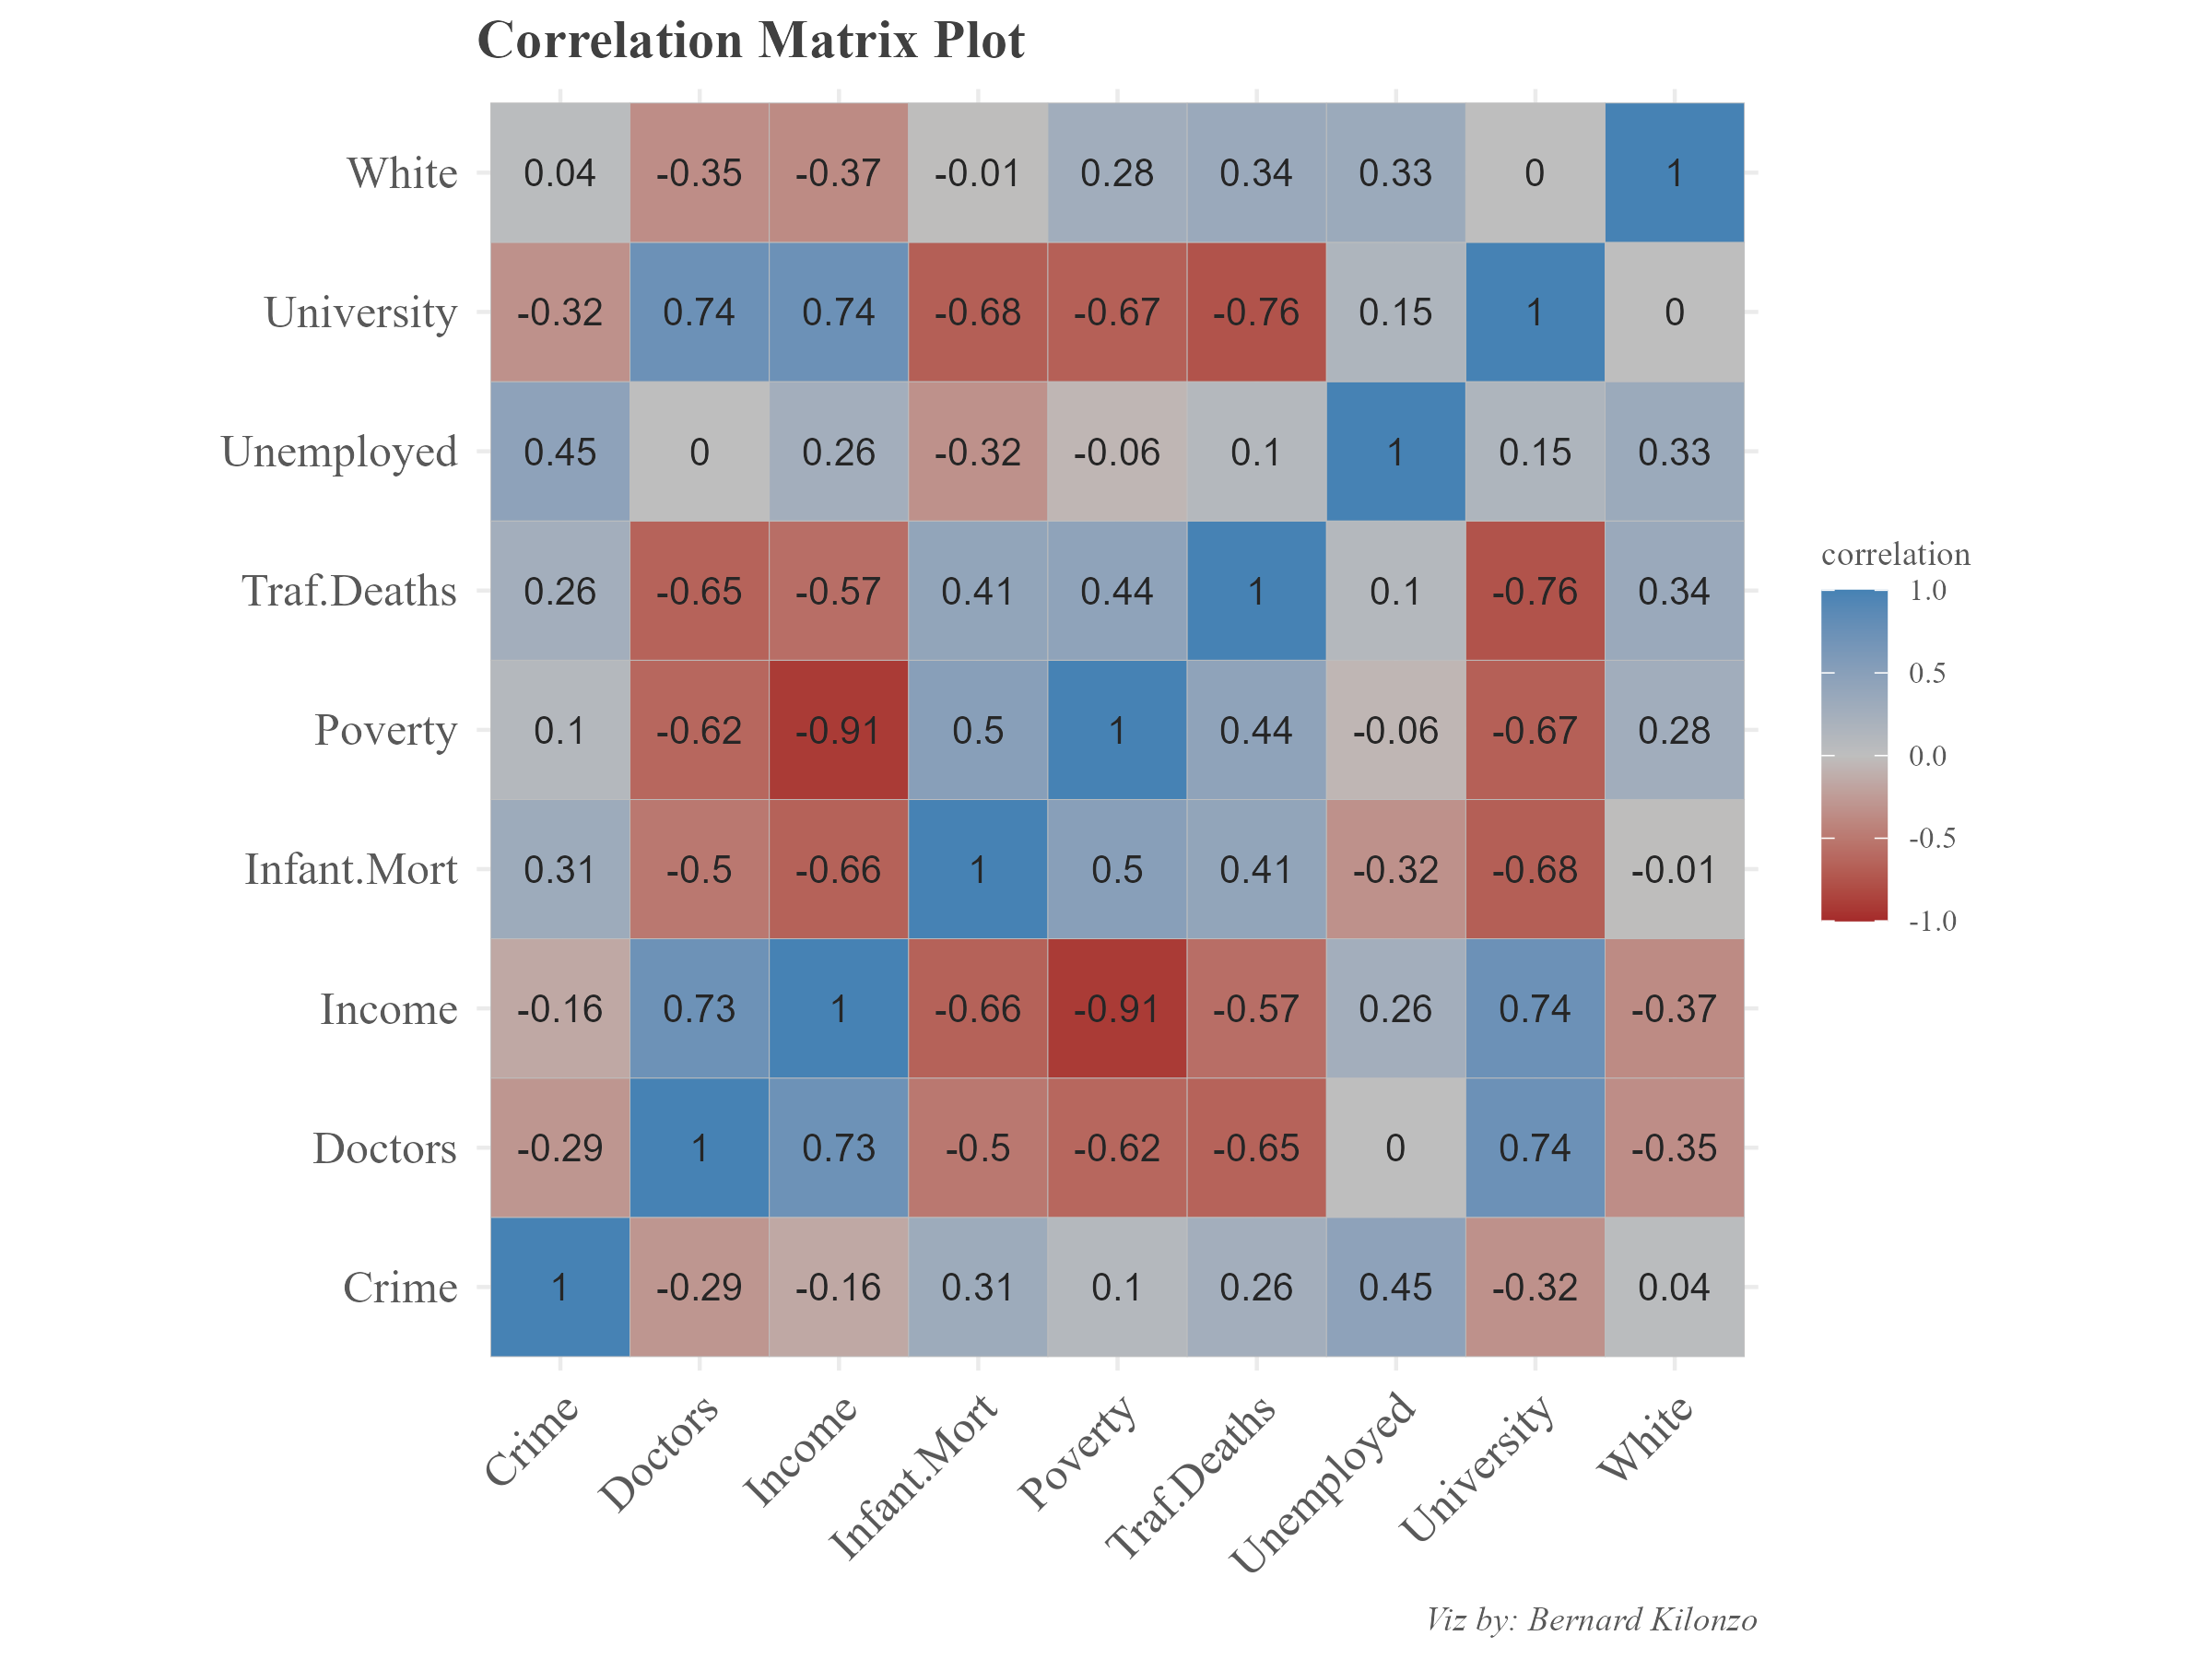 Correlation Matrix Plot
White 0.04 -0.35 -0.37 -0.01 0.28 0.34 0.33 0 1
University -0.32 0.74 0.74 -0.68 -0.67 -0.76 0.15 1 0
Unemployed 0.45 0 0.26 -0.32 -0.06 0.1 1 0.15 0.33
Traf.Deaths 0.26 -0.65 -0.57 0.41 0.44 1 0.1 -0.76 0.34
Poverty 0.1 -0.62 -0.91 0.5 1 0.44 -0.06 -0.67 0.28
Infant.Mort 0.31 -0.5 -0.66 1 0.5 0.41 -0.32 -0.68 -0.01
Income -0.16 0.73 1 -0.66 -0.91 -0.57 0.26 0.74 -0.37
Doctors -0.29 1 0.73 -0.5 -0.62 -0.65 0 0.74 -0.35
Crime 1 -0.29 -0.16 0.31 0.1 0.26 0.45 -0.32 0.04
Crime Doctors Income Infant.Mort Poverty Traf.Deaths Unemployed University White
correlation
1.0
0.5
0.0
-0.5
-1.0
Viz by: Bernard Kilonzo